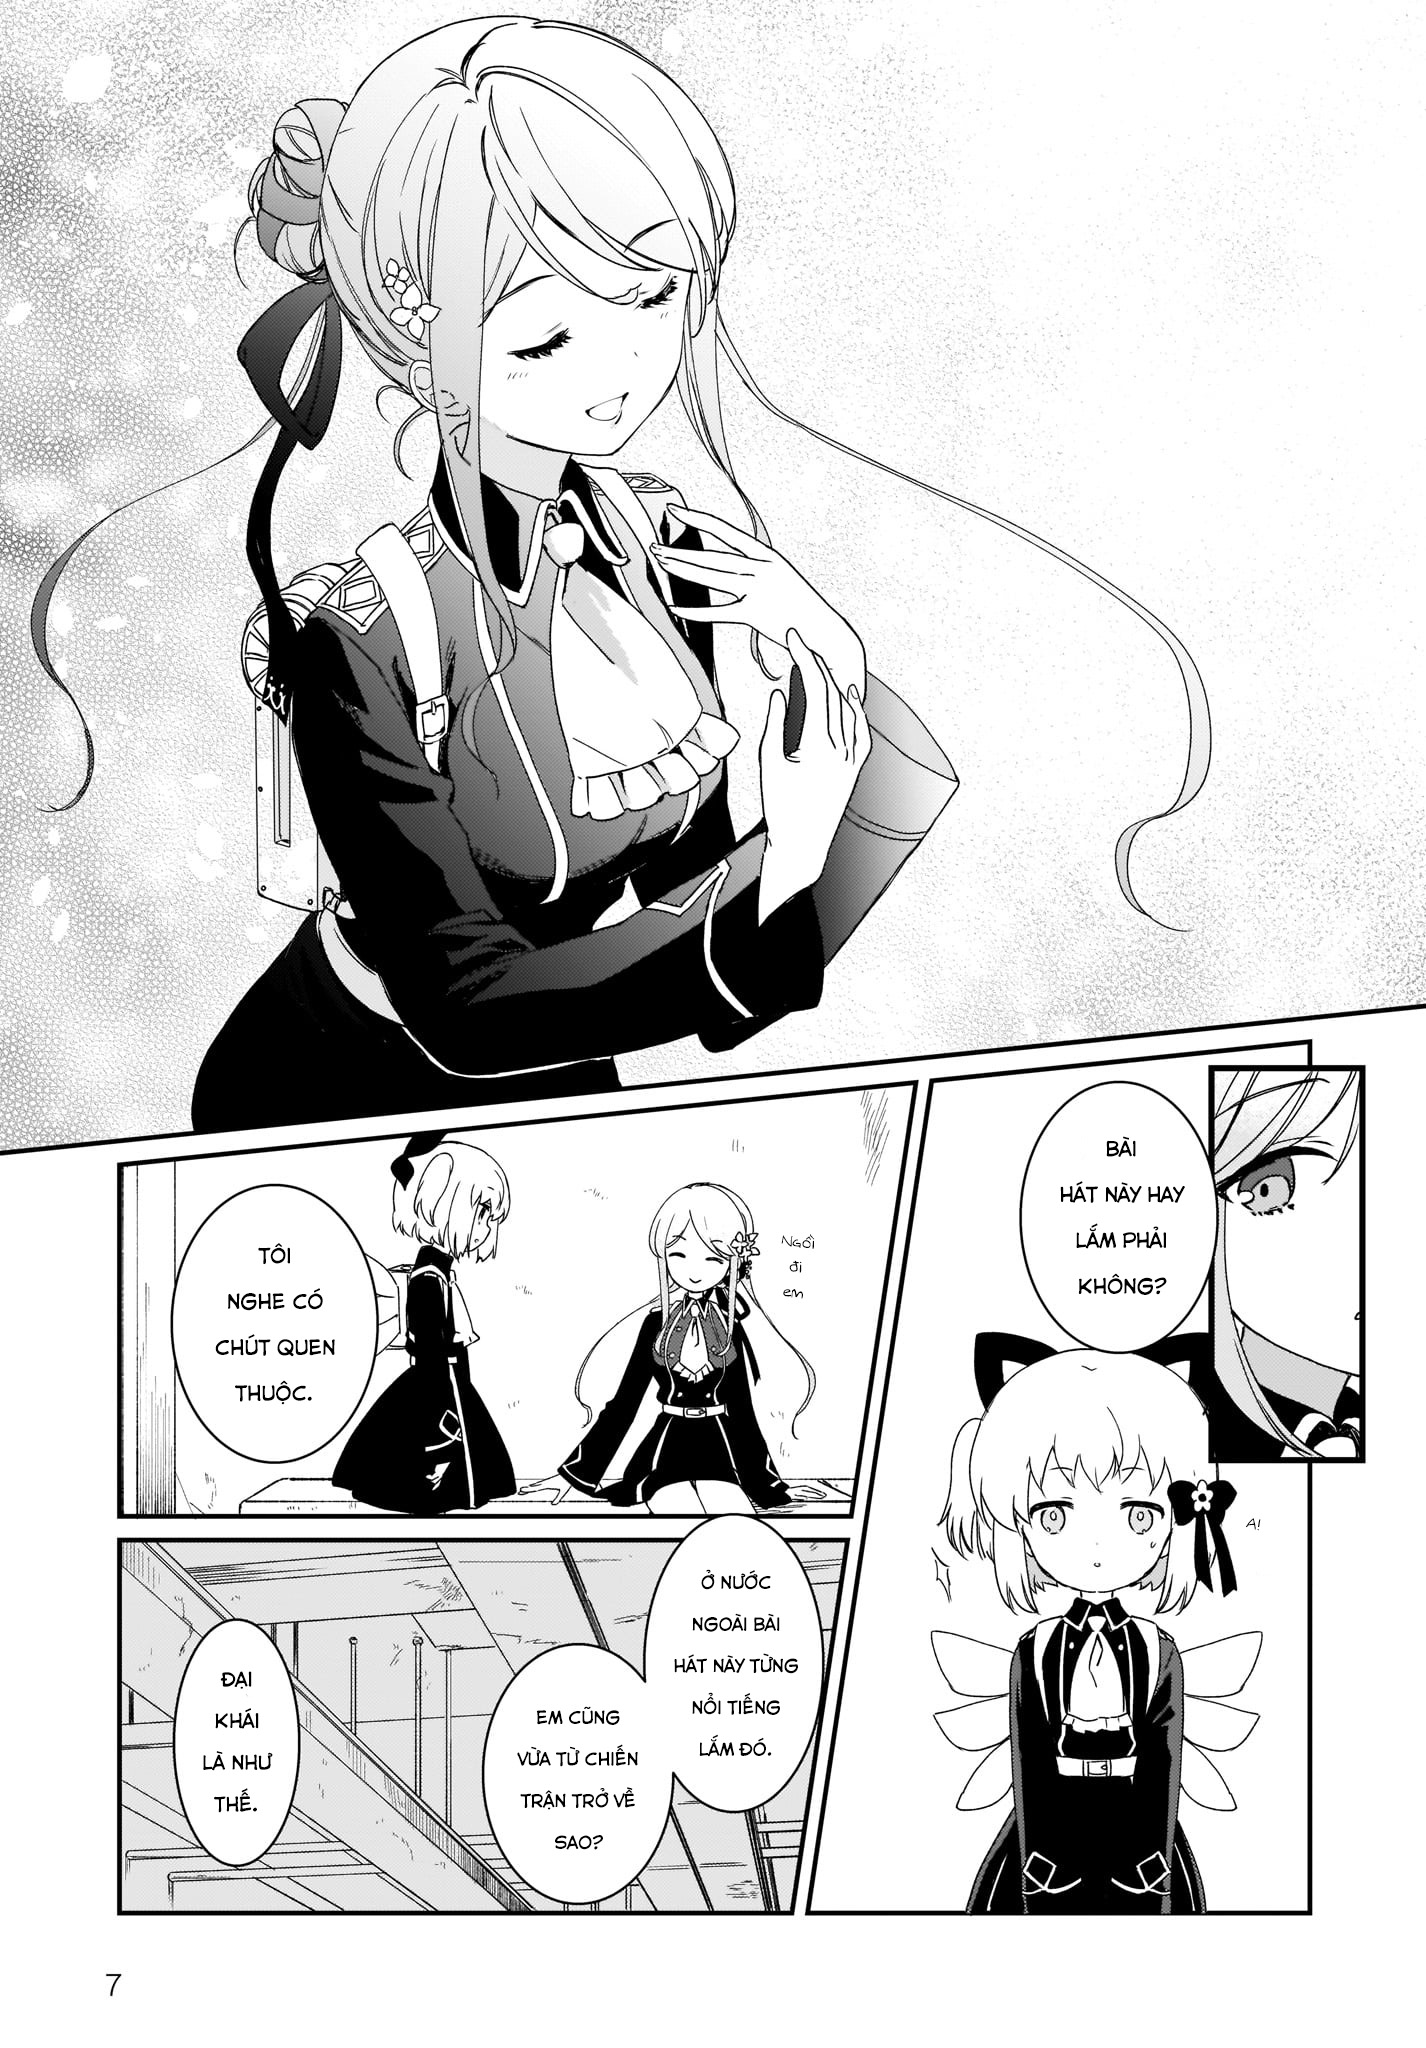 BÀI
HÁT NÀY HAY
LẮM PHẢI
KHÔNG?
A!
Ngồi
đi
em
TÔI
NGHE CÓ
CHÚT QUEN
THUỘC.
Ở NƯỚC
NGOÀI BÀI
HÁT NÀY TỪNG
NỔI TIẾNG
LẮM ĐÓ.
EM CŨNG
VỪA TỪ CHIẾN
TRẬN TRỞ VỀ
SAO?
ĐẠI
KHÁI
LÀ NHƯ
THẾ.
7